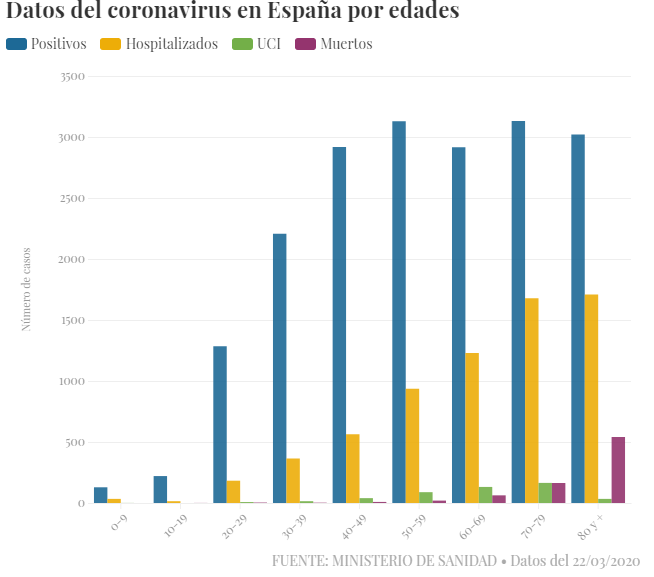 Datos del coronavirus en España por edades
Positivos Hospitalizados UCI Muertos
3500
3000
2500
2000
1500
1000
500
0
Número de casos
0-9 10-19 20-29 30-39 40-49 50-59 60-69 70-79 80 y +
FUENTE: MINISTERIO DE SANIDAD • Datos del 22/03/2020